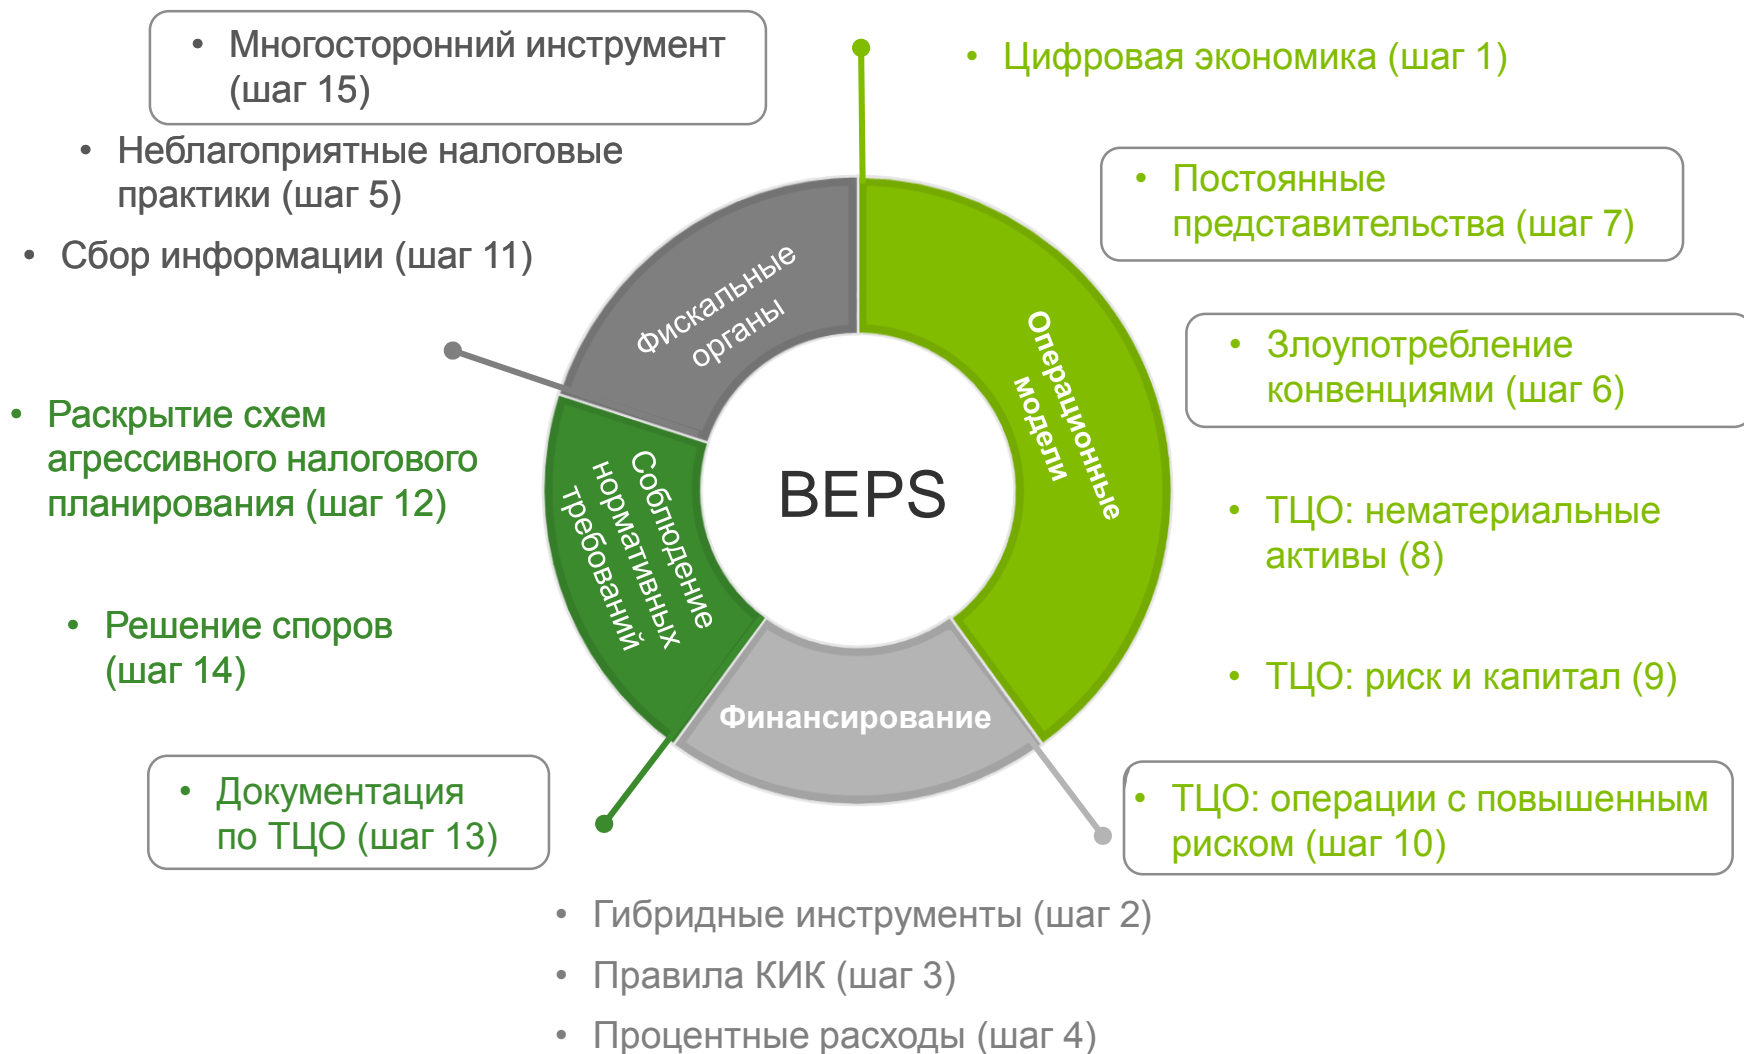 • Многосторонний инструмент
(шаг 15)
• Неблагоприятные налоговые
практики (шаг 5)
• Сбор информации (шаг 11)
• Цифровая экономика (шаг 1)
• Постоянные
представительства (шаг 7)
• Злоупотребление
конвенциями (шаг 6)
• ТЦО: нематериальные
активы (8)
• ТЦО: риск и капитал (9)
• ТЦО: операции с повышенным
риском (шаг 10)
Фискальные
органы
Операционные
модели
BEPS
Соблюдение
нормативных
требований
Финансирование
• Раскрытие схем
агрессивного налогового
планирования (шаг 12)
• Решение споров
(шаг 14)
• Документация
по ТЦО (шаг 13)
• Гибридные инструменты (шаг 2)
• Правила КИК (шаг 3)
• Процентные расходы (шаг 4)